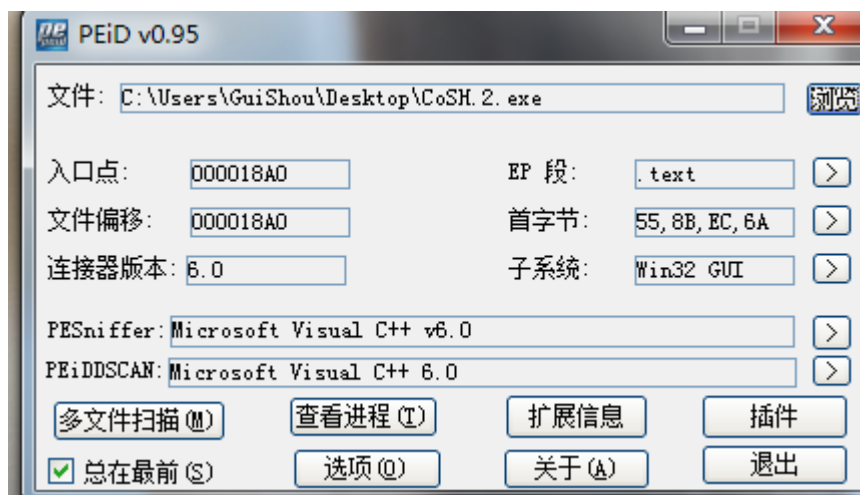 PEiD v0.95
文件: C:\Users\GuiShou\Desktop\CoSH.2.exe 浏览
入口点: 000018A0 EP 段: .text >
文件偏移: 000018A0 首字节: 55,8B,EC,6A >
连接器版本: 6.0 子系统: Win32 GUI >
PESniffer: Microsoft Visual C++ v6.0 >
PEiDDSCAN: Microsoft Visual C++ 6.0 >
多文件扫描(M) 查看进程(T) 扩展信息 插件
总在最前(S) 选项(O) 关于(A) 退出